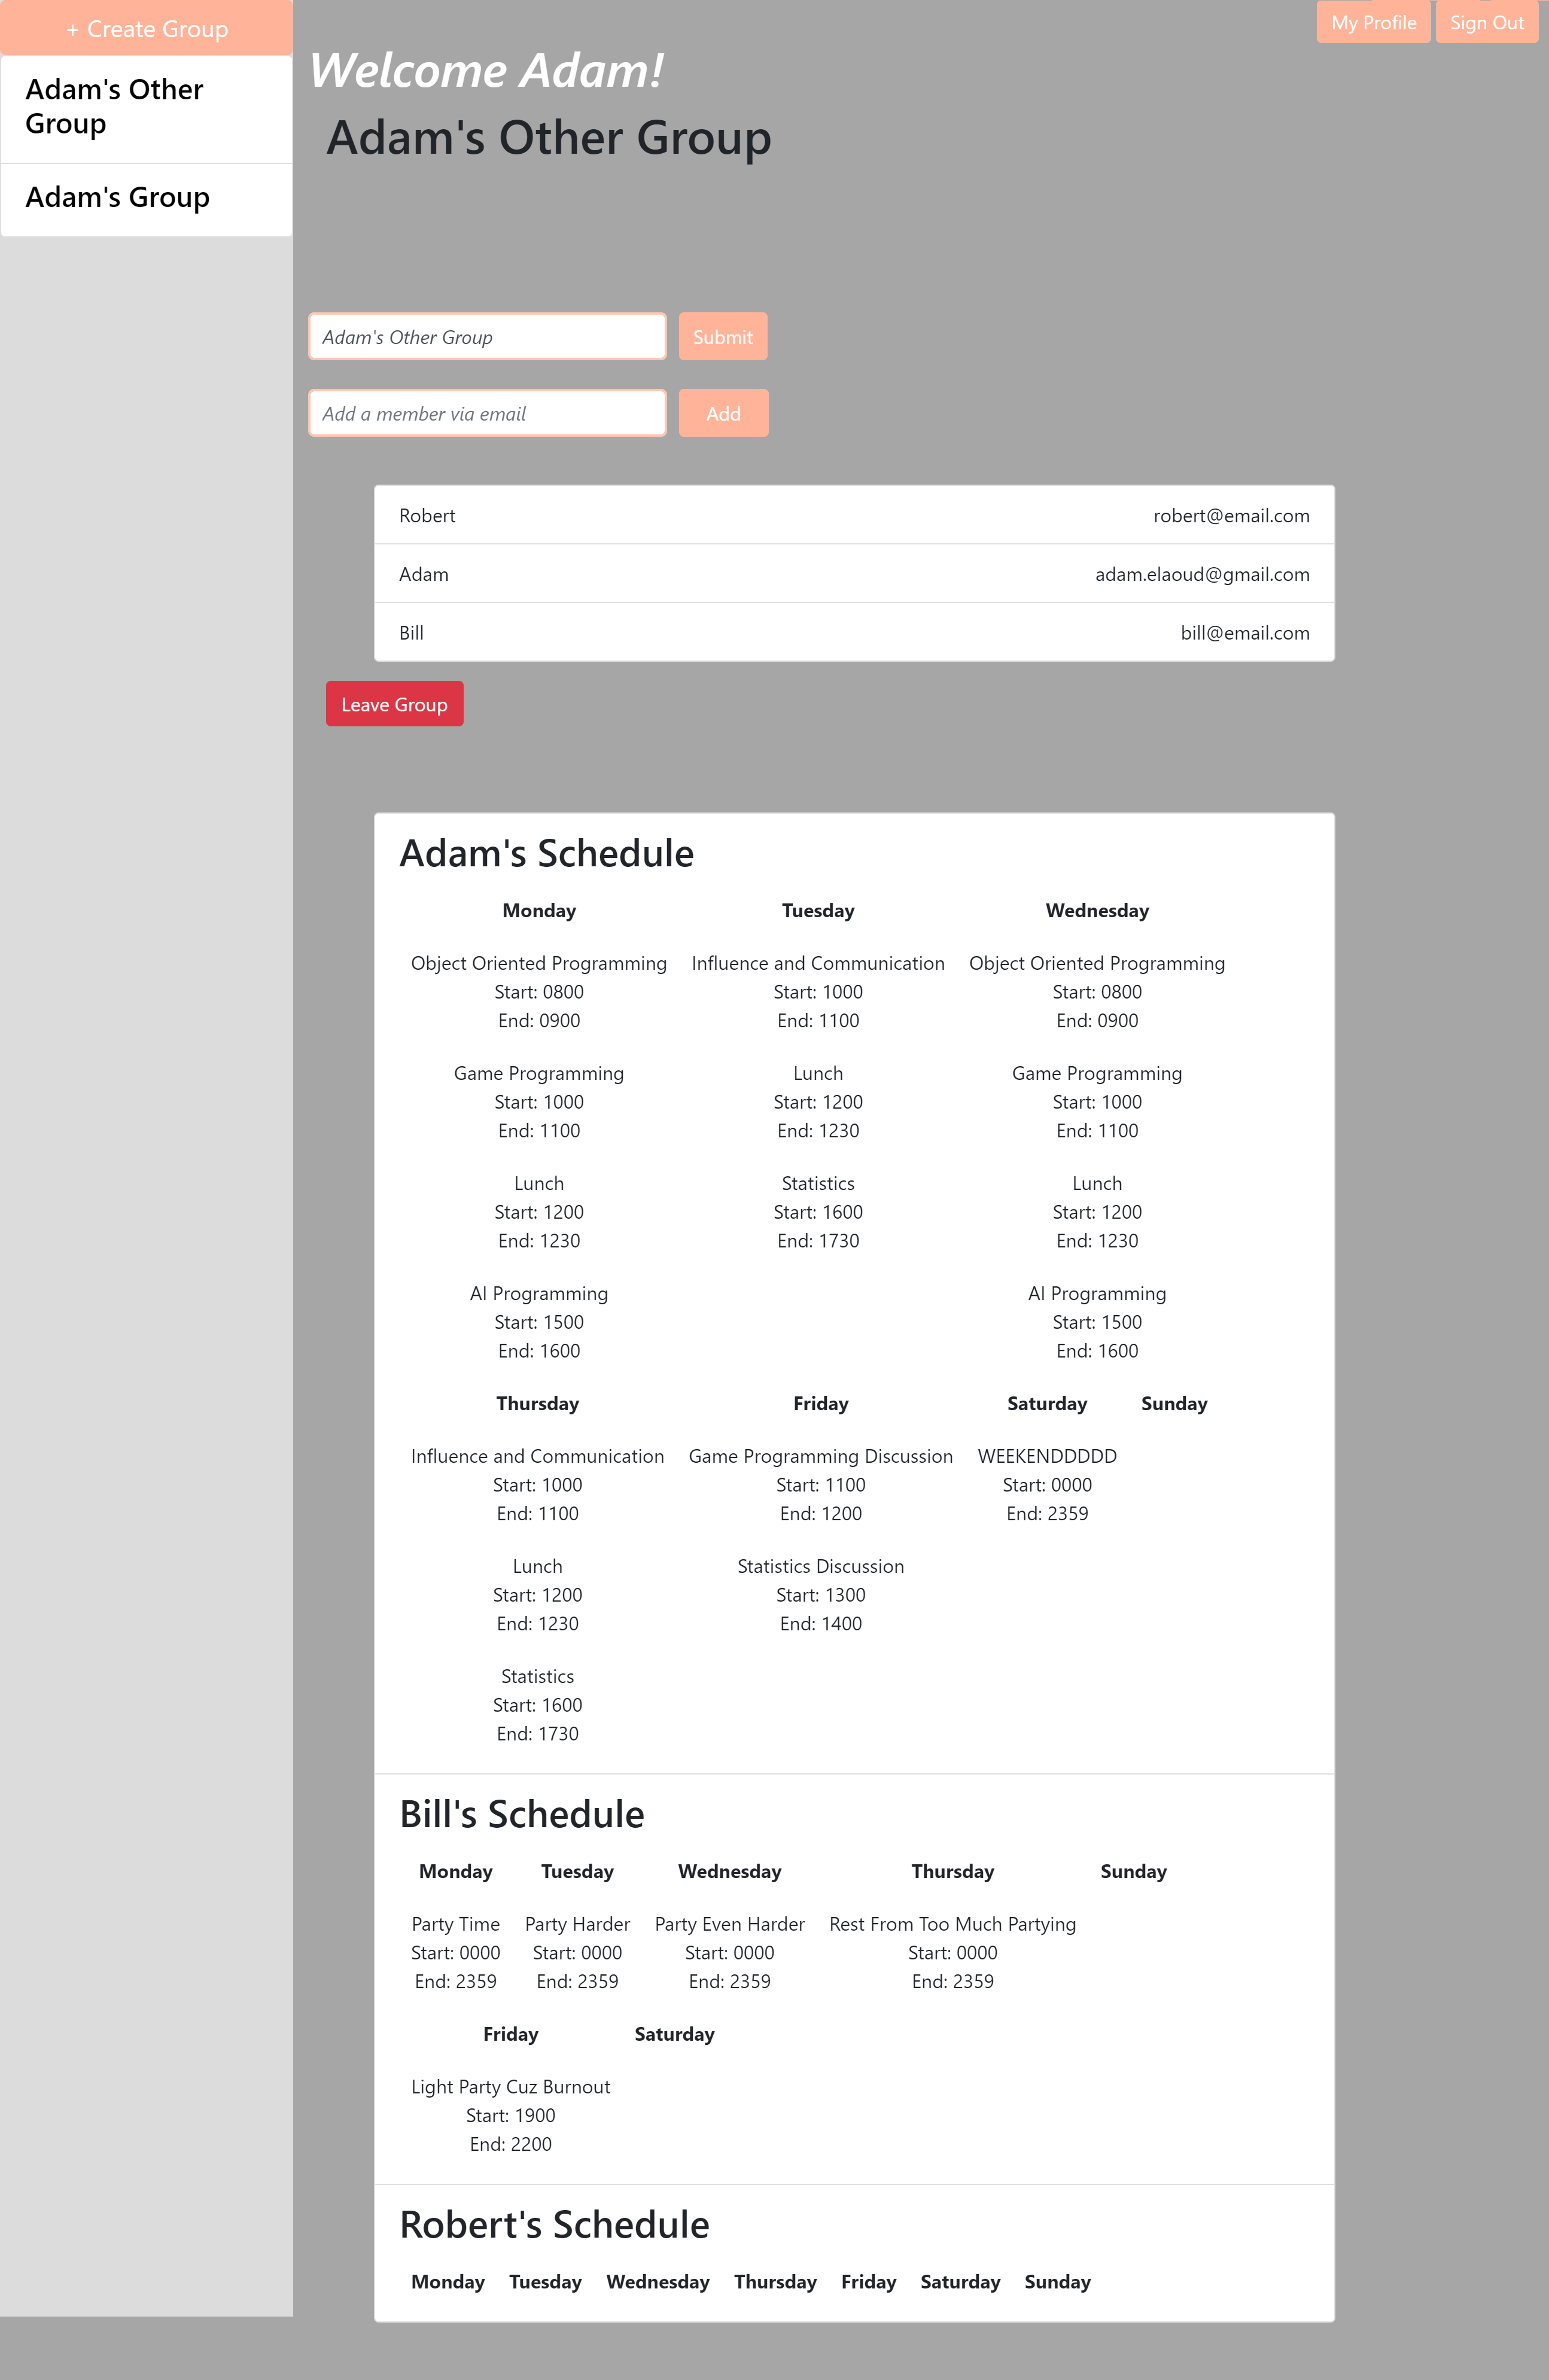 + Create Group
My Profile
Sign Out
Adam's Other
Group
Adam's Group
Welcome Adam!
Adam's Other Group
Adam's Other Group
Submit
Add a member via email
Add
Robert robert@email.com
Adam adam.elaoud@gmail.com
Bill bill@email.com
Leave Group
Adam's Schedule
Monday Tuesday Wednesday
Object Oriented Programming Influence and Communication Object Oriented Programming
Start: 0800 Start: 1000 Start: 0800
End: 0900 End: 1100 End: 0900
Game Programming Lunch Game Programming
Start: 1000 Start: 1200 Start: 1000
End: 1100 End: 1230 End: 1100
Lunch Statistics Lunch
Start: 1200 Start: 1600 Start: 1200
End: 1230 End: 1730 End: 1230
AI Programming AI Programming
Start: 1500 Start: 1500
End: 1600 End: 1600
Thursday Friday Saturday Sunday
Influence and Communication Game Programming Discussion WEEKENDDDDD
Start: 1000 Start: 1100 Start: 0000
End: 1100 End: 1200 End: 2359
Lunch Statistics Discussion
Start: 1200 Start: 1300
End: 1230 End: 1400
Statistics
Start: 1600
End: 1730
Bill's Schedule
Monday Tuesday Wednesday Thursday Sunday
Party Time Party Harder Party Even Harder Rest From Too Much Partying
Start: 0000 Start: 0000 Start: 0000 Start: 0000
End: 2359 End: 2359 End: 2359 End: 2359
Friday Saturday
Light Party Cuz Burnout
Start: 1900
End: 2200
Robert's Schedule
Monday Tuesday Wednesday Thursday Friday Saturday Sunday